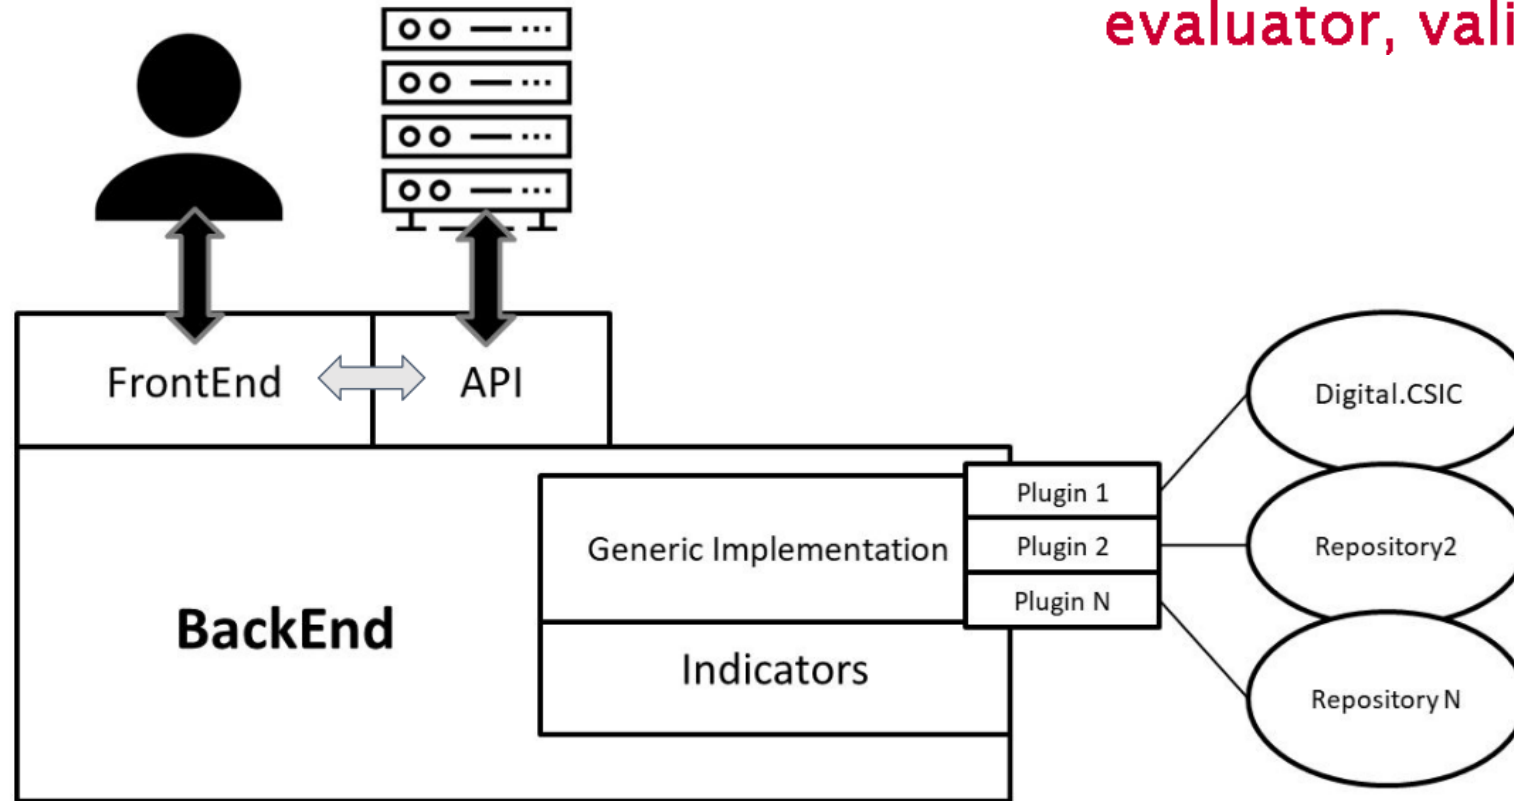 evaluator, vali
FrontEnd
API
Digital.CSIC
Plugin 1
Generic Implementation
Plugin 2
Repository2
Plugin N
BackEnd
Indicators
Repository N